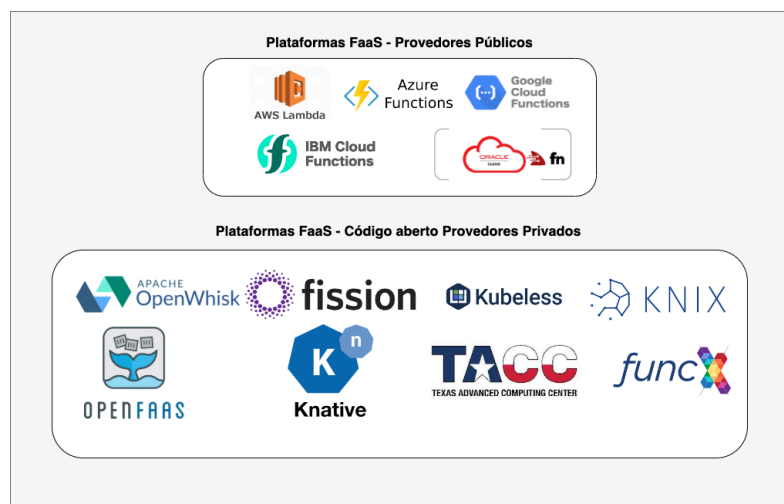 Plataformas FaaS - Provedores Públicos
AWS Lambda
Azure
Functions
Google
Cloud
Functions
IBM Cloud
Functions
ORACLE
CLOUD
fn
Plataformas FaaS - Código aberto Provedores Privados
APACHE
OpenWhisk
fission
Kubeless
KNIX
OPENFAAS
K
n
Knative
TACC
TEXAS ADVANCED COMPUTING CENTER
funcX